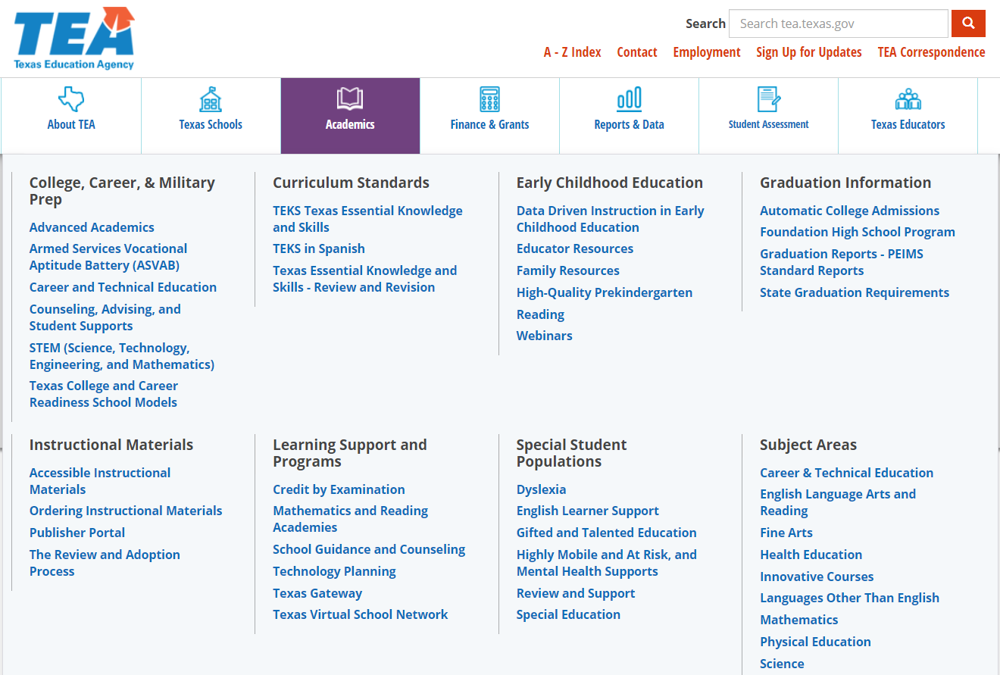 TEA
Texas Education Agency
Search
Search tea.texas.gov
A - Z Index
Contact
Employment
Sign Up for Updates
TEA Correspondence
About TEA
Texas Schools
Academics
Finance & Grants
Reports & Data
Student Assessment
Texas Educators
College, Career, & Military
Prep
Advanced Academics
Armed Services Vocational
Aptitude Battery (ASVAB)
Career and Technical Education
Counseling, Advising, and
Student Supports
STEM (Science, Technology,
Engineering, and Mathematics)
Texas College and Career
Readiness School Models
Curriculum Standards
TEKS Texas Essential Knowledge
and Skills
TEKS in Spanish
Texas Essential Knowledge and
Skills - Review and Revision
Early Childhood Education
Data Driven Instruction in Early
Childhood Education
Educator Resources
Family Resources
High-Quality Prekindergarten
Reading
Webinars
Graduation Information
Automatic College Admissions
Foundation High School Program
Graduation Reports - PEIMS
Standard Reports
State Graduation Requirements
Instructional Materials
Accessible Instructional
Materials
Ordering Instructional Materials
Publisher Portal
The Review and Adoption
Process
Learning Support and
Programs
Credit by Examination
Mathematics and Reading
Academies
School Guidance and Counseling
Technology Planning
Texas Gateway
Texas Virtual School Network
Special Student
Populations
Dyslexia
English Learner Support
Gifted and Talented Education
Highly Mobile and At Risk, and
Mental Health Supports
Review and Support
Special Education
Subject Areas
Career & Technical Education
English Language Arts and
Reading
Fine Arts
Health Education
Innovative Courses
Languages Other Than English
Mathematics
Physical Education
Science